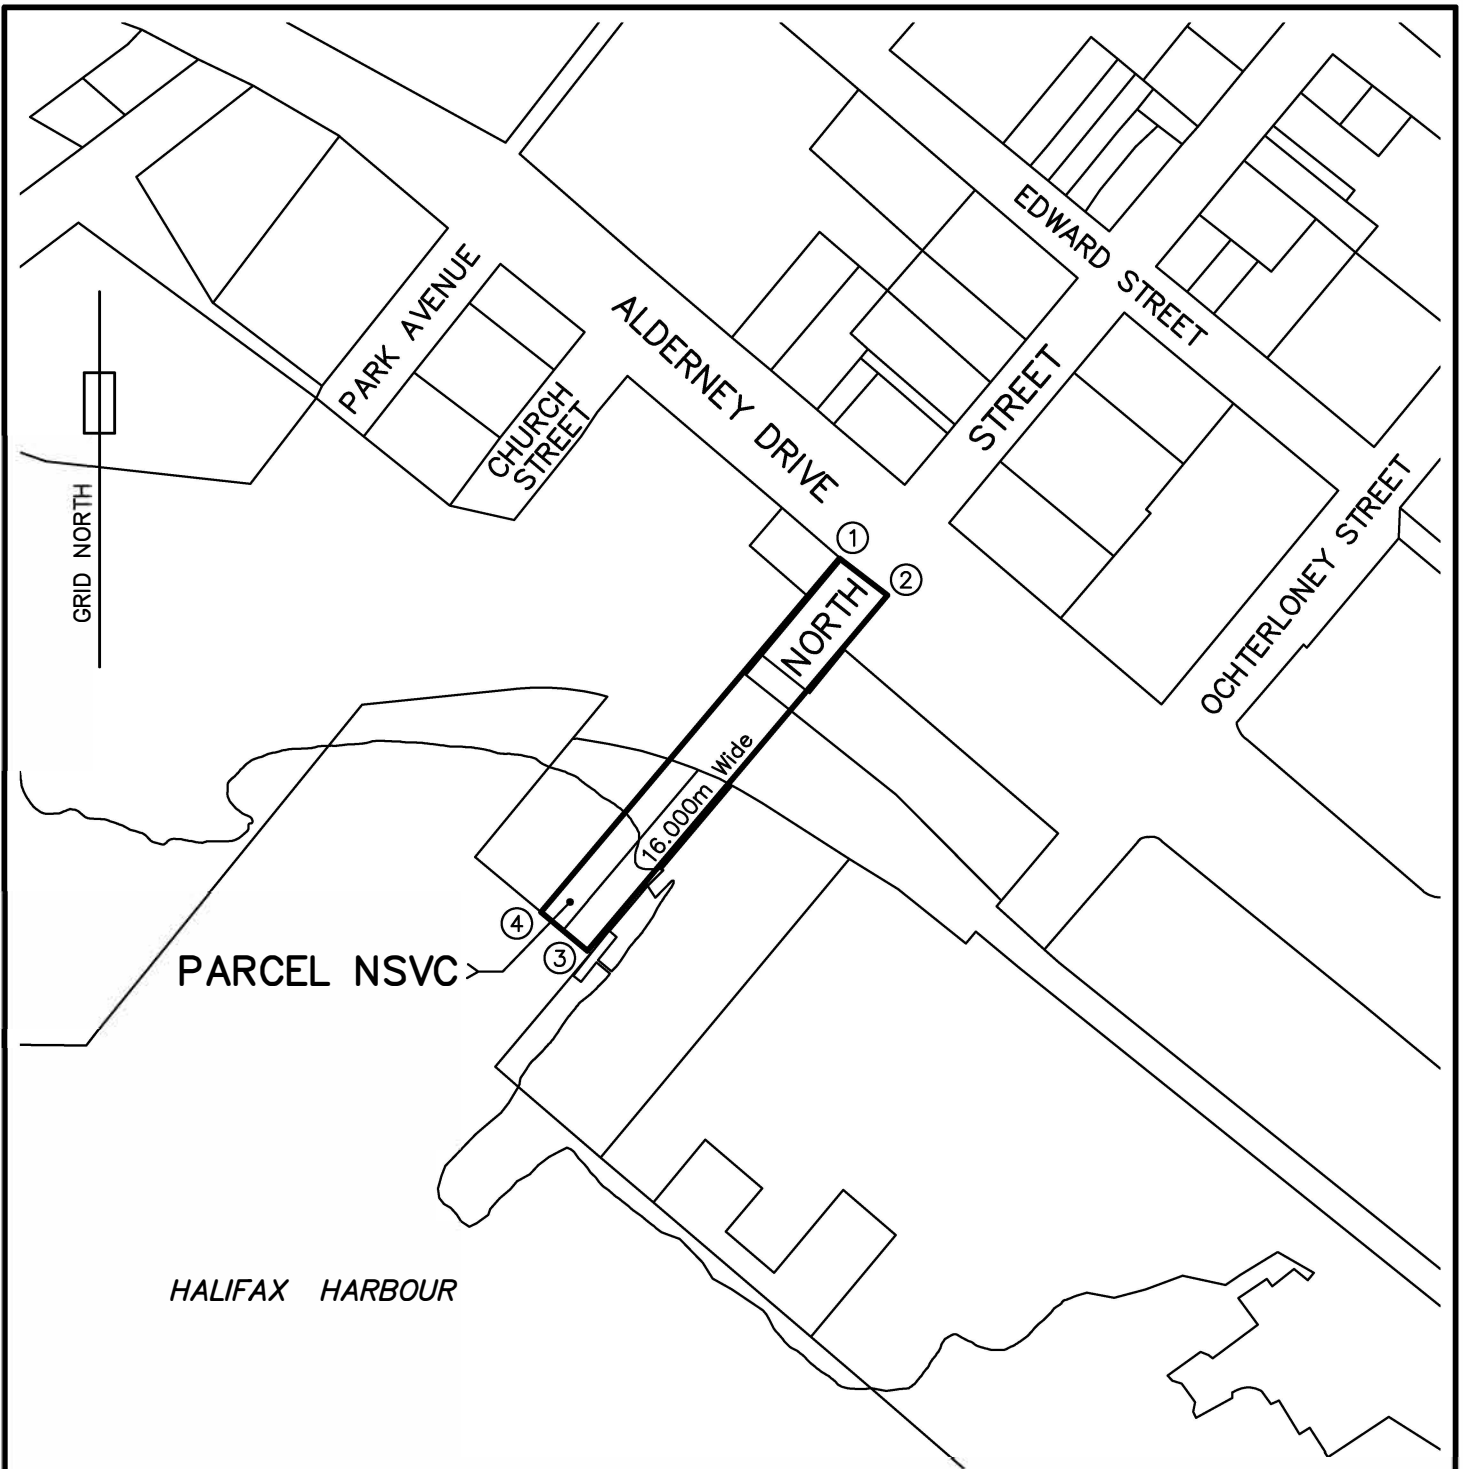 EDWARD STREET
PARK AVENUE
ALDERNEY DRIVE
STREET
CHURCH
STREET
OCHTERLONEY STREET
GRID NORTH
1
2
NORTH
16.000m Wide
4
3
PARCEL NSVC
HALIFAX HARBOUR